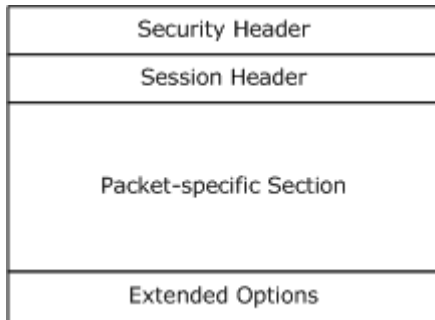 Security Header
Session Header
Packet-specific Section
Extended Options